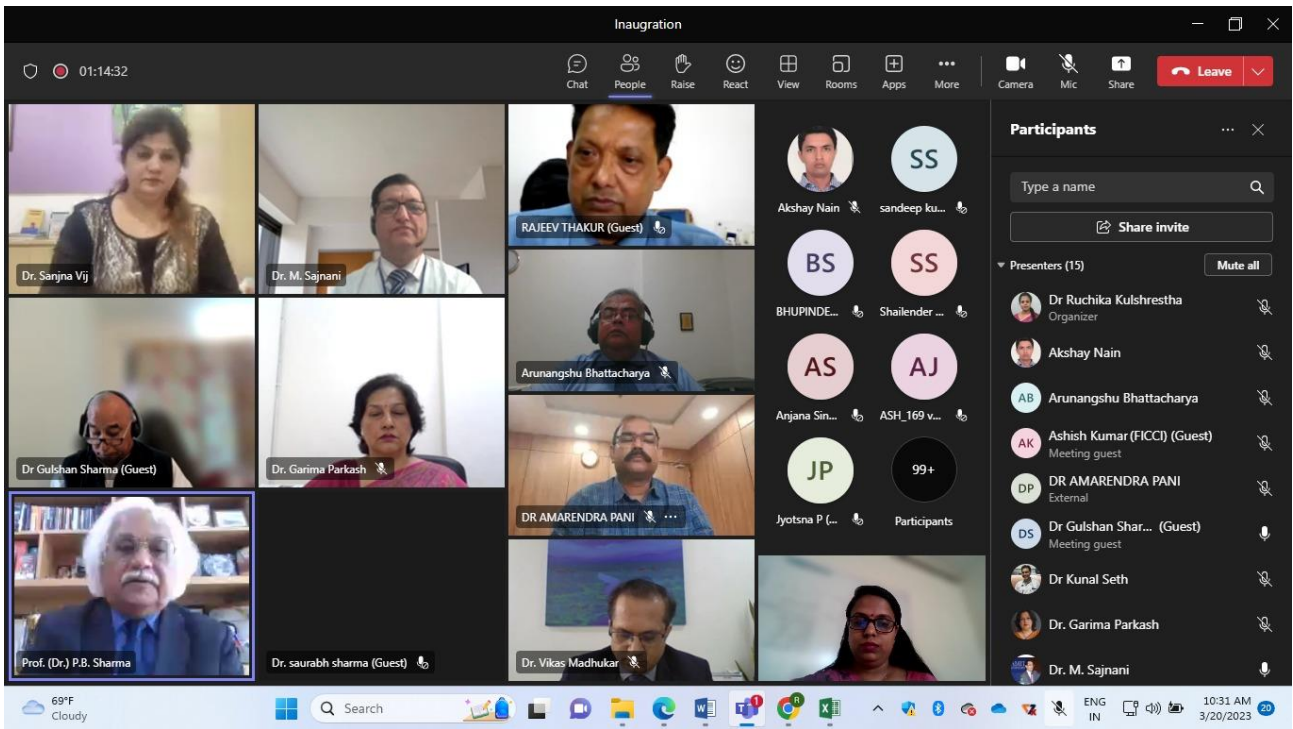 Inaugration
01:14:32
Chat
People
Raise
React
View
Rooms
Apps
More
Camera
Mic
Share
Leave
Dr. Sanjna Vij
Dr. M. Sajnani
RAJEEV THAKUR (Guest)
Arunangshu Bhattacharya
Dr Gulshan Sharma (Guest)
Dr. Garima Parkash
DR AMARENDRA PANI
Prof. (Dr.) P.B. Sharma
Dr. saurabh sharma (Guest)
Dr. Vikas Madhukar
Akshay Nain
SS
sandeep ku...
BS
BHUPINDE...
SS
Shailender ...
AS
Anjana Sin...
AJ
ASH_169 v...
JP
Jyotsna P (...
99+
Participants
Participants
Type a name
Share invite
Presenters (15)
Mute all
Dr Ruchika Kulshrestha
Organizer
Akshay Nain
AB
Arunangshu Bhattacharya
AK
Ashish Kumar (FICCI) (Guest)
Meeting guest
DP
DR AMARENDRA PANI
External
DS
Dr Gulshan Shar... (Guest)
Meeting guest
Dr Kunal Seth
Dr. Garima Parkash
Dr. M. Sajnani
69°F
Cloudy
Search
1
R
ENG
IN
10:31 AM
3/20/2023
20